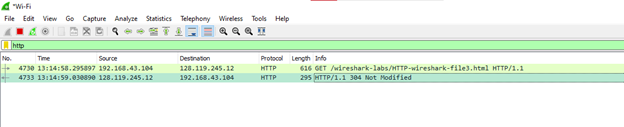 *Wi-Fi
File Edit View Go Capture Analyze Statistics Telephony Wireless Tools Help
http
No. Time Source Destination Protocol Length Info
4730 13:14:58.295897 192.168.43.104 128.119.245.12 HTTP 616 GET /wireshark-labs/HTTP-wireshark-file3.html HTTP/1.1
4733 13:14:59.030890 128.119.245.12 192.168.43.104 HTTP 295 HTTP/1.1 304 Not Modified